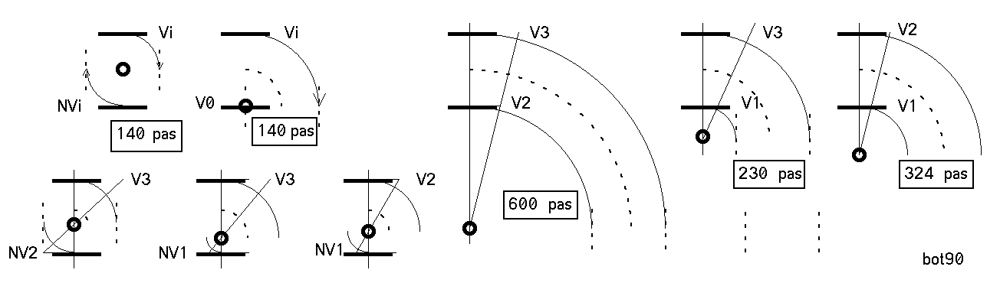 Vi
NVi
140 pas
Vi
V0
140 pas
V3
V2
600 pas
V3
V1
230 pas
V2
V1
324 pas
V3
NV2
V3
NV1
V2
NV1
bot90